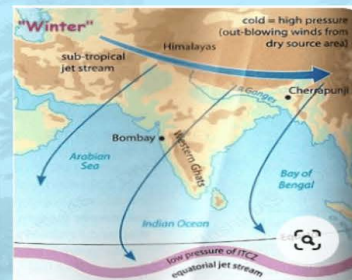 "Winter"
cold = high pressure
(out-blowing winds from
dry source area)
Himalayas
sub-tropical
jet stream
R Ganges
Cherrapunji
Bombay
Western Ghats
Arabian
Sea
Bay of
Bengal
Indian Ocean
low pressure of ITCZ
equatorial jet stream